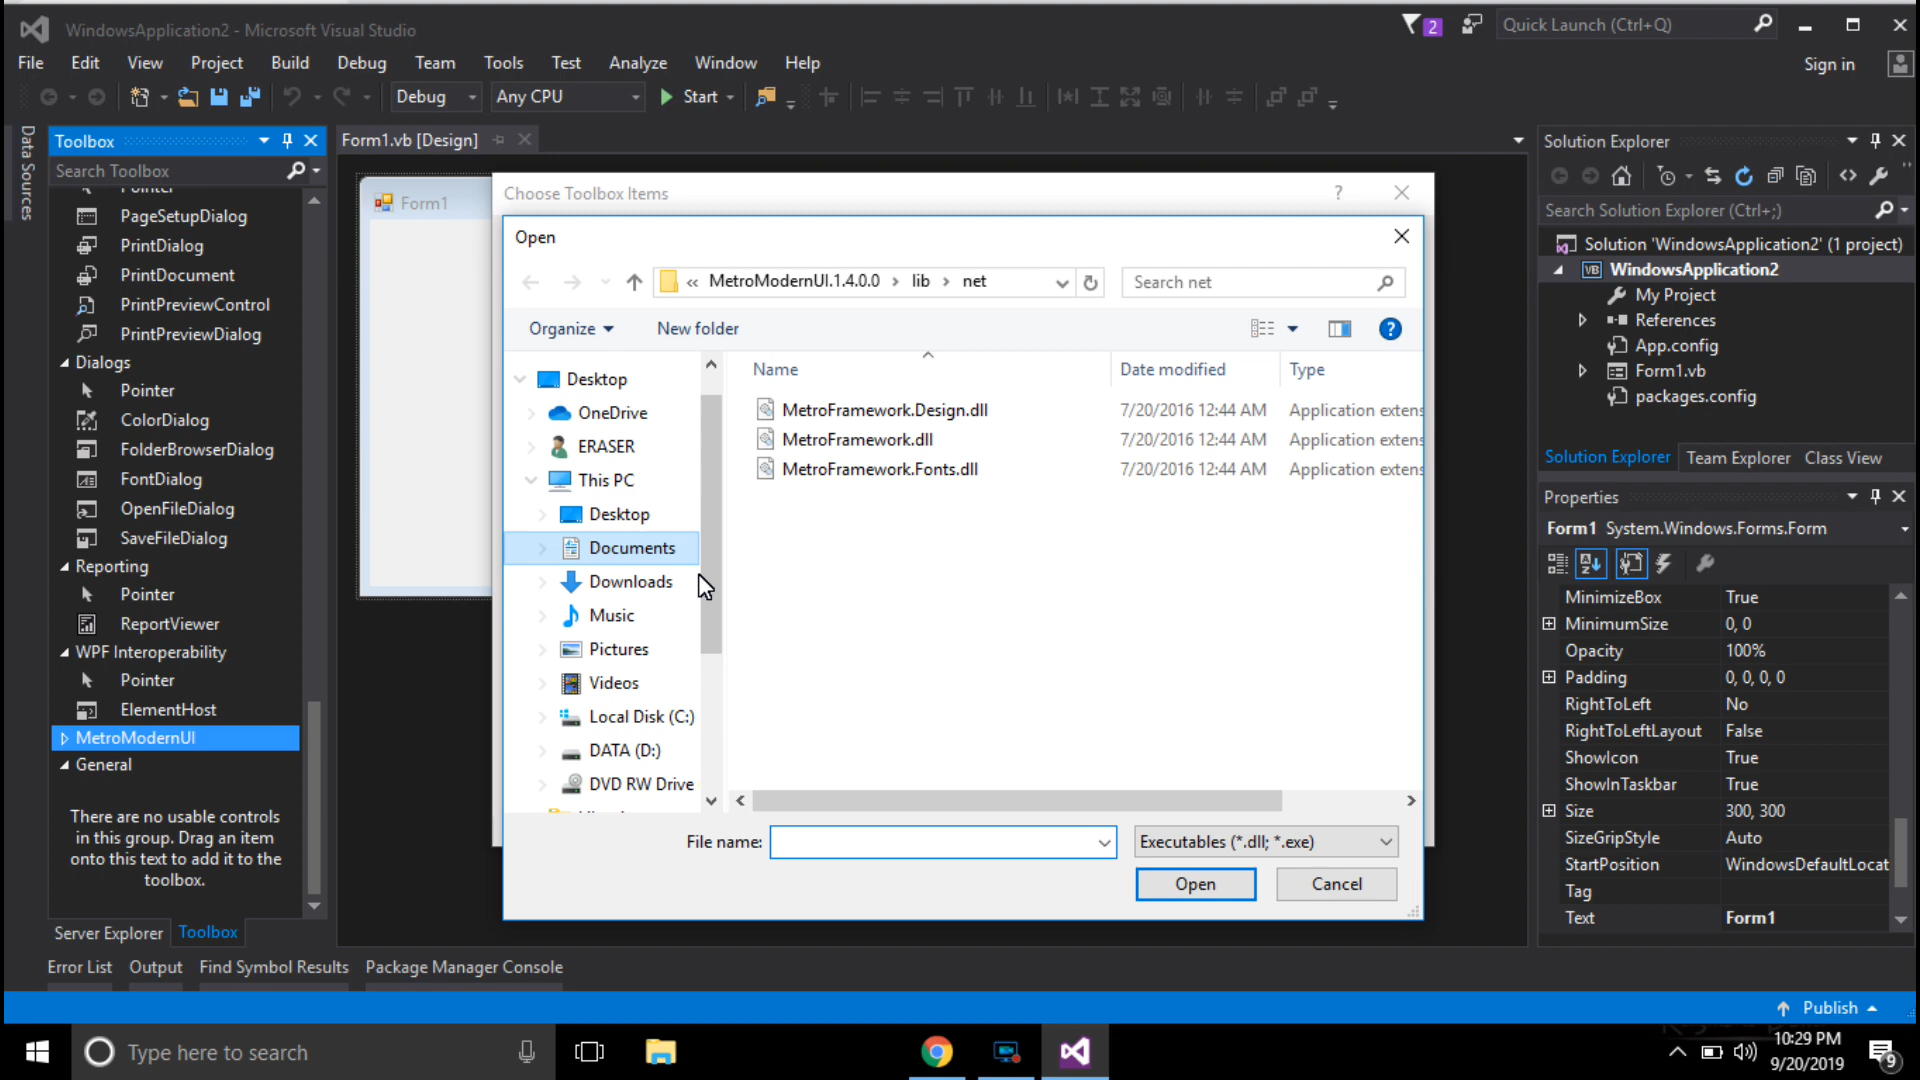 WindowsApplication2 - Microsoft Visual Studio
2
Quick Launch (Ctrl+Q)
File Edit View Project Build Debug Team Tools Test Analyze Window Help
Sign in
Debug
Any CPU
Start
Data Sources
Toolbox
Search Toolbox
Pointer
PageSetupDialog
PrintDialog
PrintDocument
PrintPreviewControl
PrintPreviewDialog
Dialogs
Pointer
ColorDialog
FolderBrowserDialog
FontDialog
OpenFileDialog
SaveFileDialog
Reporting
Pointer
ReportViewer
WPF Interoperability
Pointer
ElementHost
MetroModernUI
General
There are no usable controls
in this group. Drag an item
onto this text to add it to the
toolbox.
Server Explorer Toolbox
Form1.vb [Design]
Form1
Choose Toolbox Items
?
Open
« MetroModernUI.1.4.0.0 › lib › net
Search net
Organize
New folder
?
Desktop
OneDrive
ERASER
This PC
Desktop
Documents
Downloads
Music
Pictures
Videos
Local Disk (C:)
DATA (D:)
DVD RW Drive
Name Date modified Type
MetroFramework.Design.dll 7/20/2016 12:44 AM Application extens
MetroFramework.dll 7/20/2016 12:44 AM Application extens
MetroFramework.Fonts.dll 7/20/2016 12:44 AM Application extens
File name:
Executables (*.dll; *.exe)
Open
Cancel
Solution Explorer
Search Solution Explorer (Ctrl+;)
Solution 'WindowsApplication2' (1 project)
VB WindowsApplication2
My Project
References
App.config
Form1.vb
packages.config
Solution Explorer Team Explorer Class View
Properties
Form1 System.Windows.Forms.Form
MinimizeBox True
MinimumSize 0, 0
Opacity 100%
Padding 0, 0, 0, 0
RightToLeft No
RightToLeftLayout False
ShowIcon True
ShowInTaskbar True
Size 300, 300
SizeGripStyle Auto
StartPosition WindowsDefaultLocat
Tag
Text Form1
Error List Output Find Symbol Results Package Manager Console
Publish
Type here to search
10:29 PM
9/20/2019
9